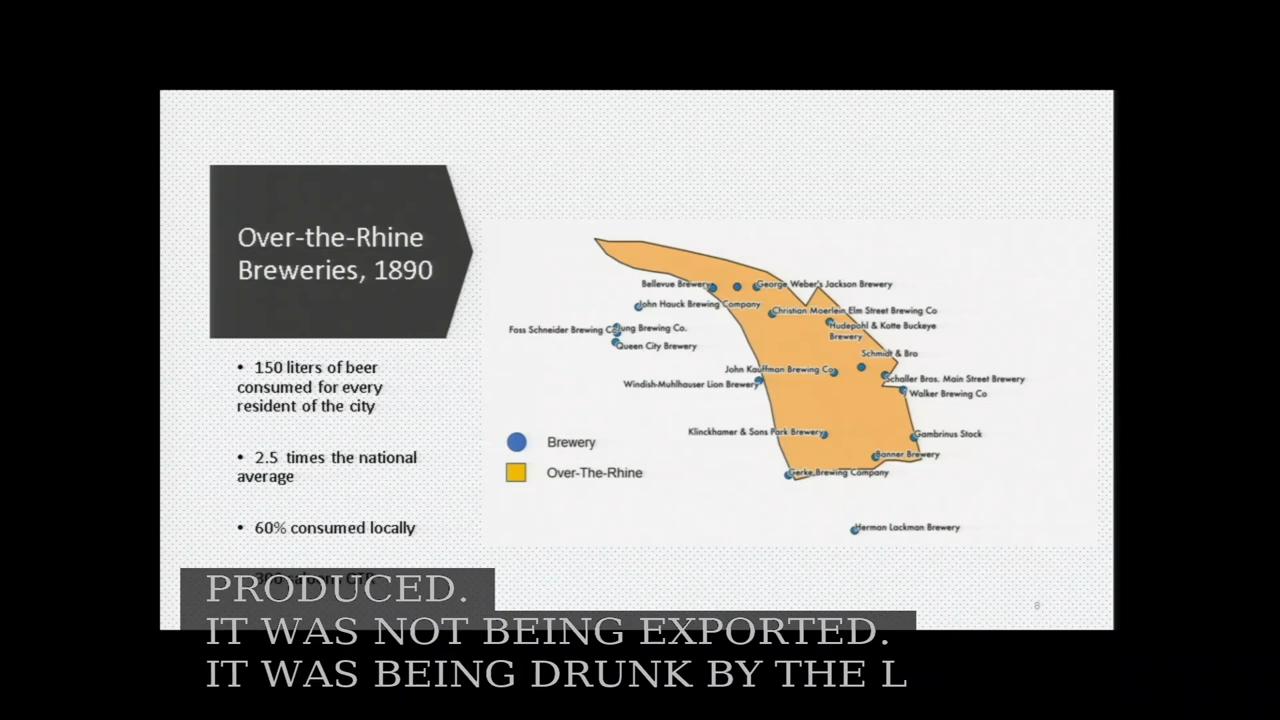 Over-the-Rhine
Breweries, 1890
• 150 liters of beer
consumed for every
resident of the city
• 2.5 times the national
average
• 60% consumed locally
Bellevue Brewery
George Weber's Jackson Brewery
John Hauck Brewing Company
Christian Moerlein Elm Street Brewing Co
Foss Schneider Brewing Co
Jung Brewing Co.
Hudepohl & Kotte Buckeye
Brewery
Queen City Brewery
Schmidt & Bro
John Kauffman Brewing Co
Schaller Bros. Main Street Brewery
Windish-Muhlhauser Lion Brewery
Walker Brewing Co
Klinckhamer & Sons Park Brewery
Gambrinus Stock
Banner Brewery
Gerke Brewing Company
Herman Lackman Brewery
Brewery
Over-The-Rhine
8
PRODUCED.
IT WAS NOT BEING EXPORTED.
IT WAS BEING DRUNK BY THE L